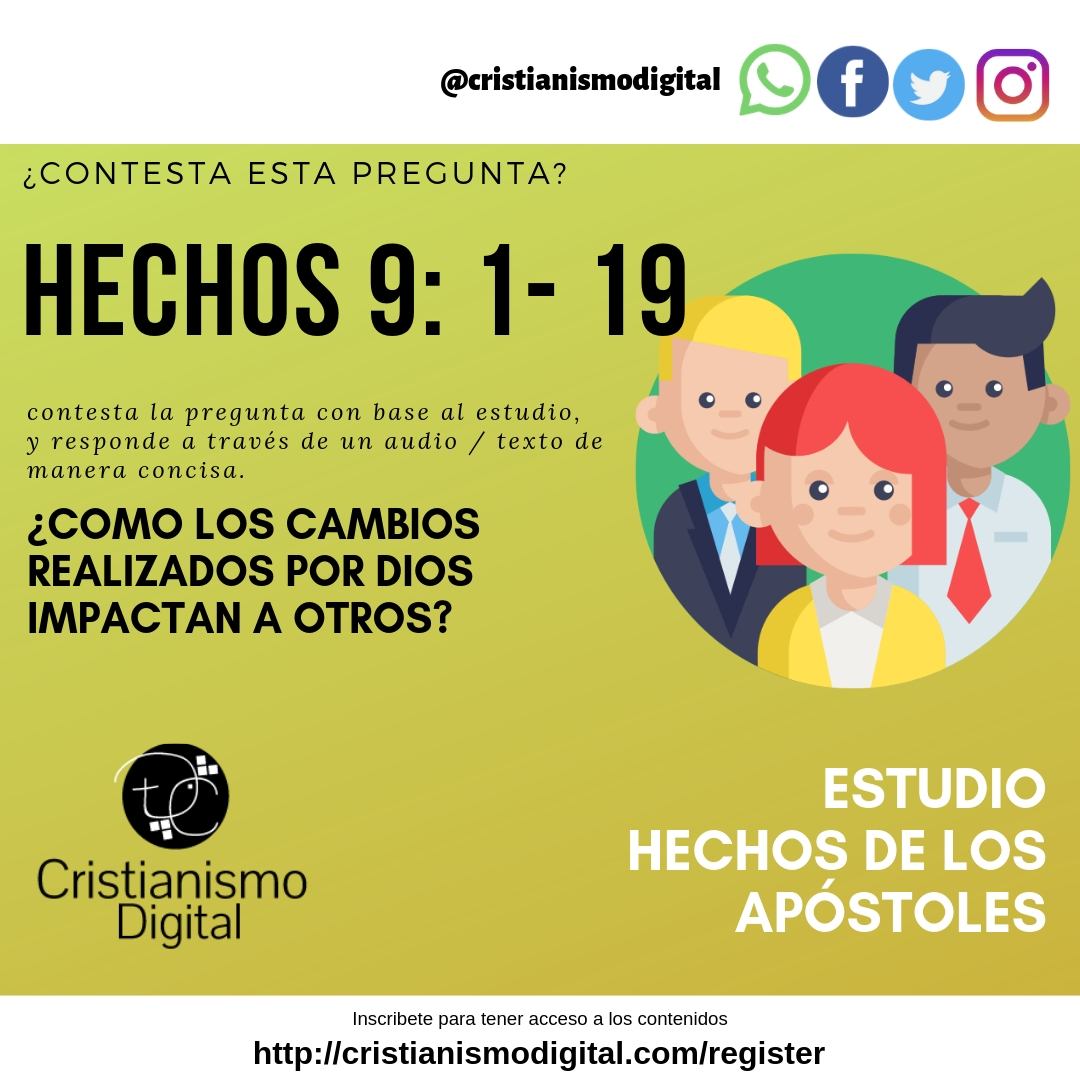 @cristianismodigital
¿CONTESTA ESTA PREGUNTA?
HECHOS 9: 1- 19
contesta la pregunta con base al estudio,
y responde a través de un audio / texto de
manera concisa.
¿COMO LOS CAMBIOS
REALIZADOS POR DIOS
IMPACTAN A OTROS?
Cristianismo
Digital
ESTUDIO
HECHOS DE LOS
APÓSTOLES
Inscribete para tener acceso a los contenidos
http://cristianismodigital.com/register